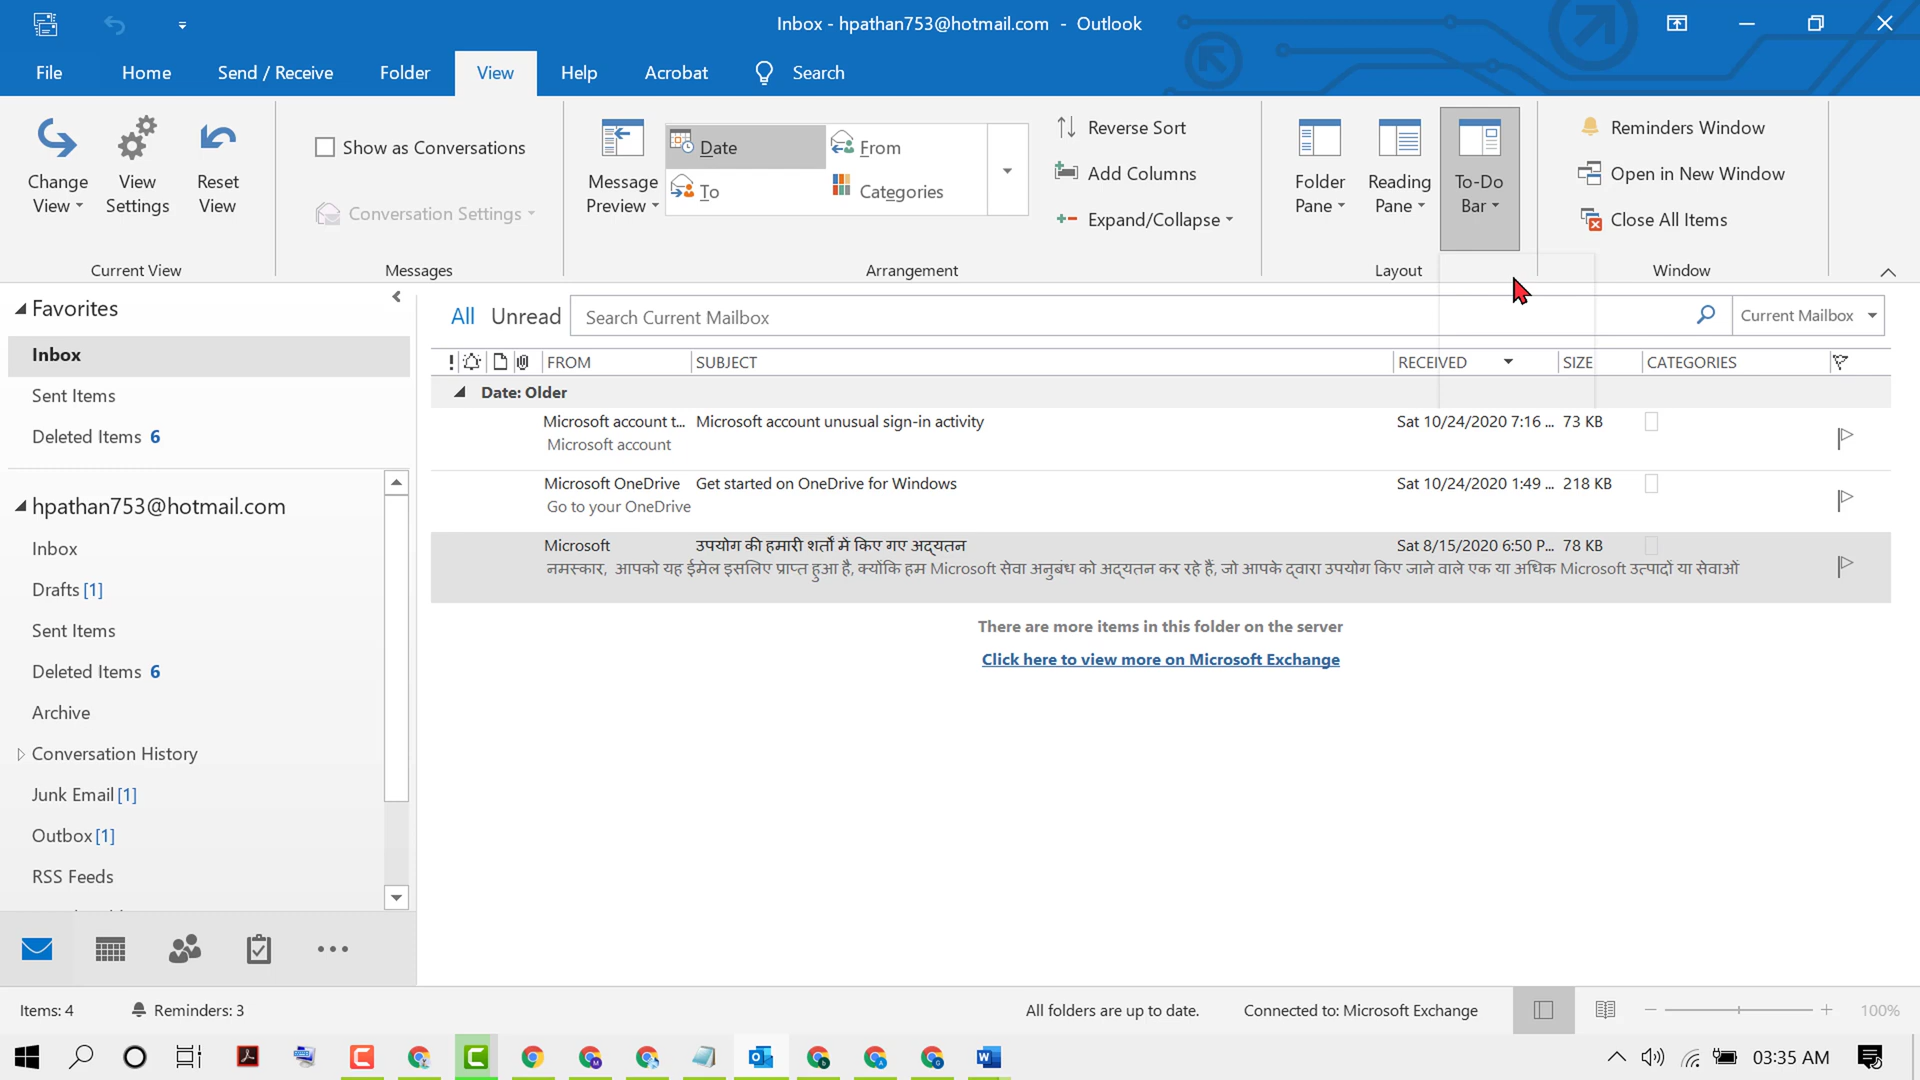 Inbox - hpathan753@hotmail.com - Outlook
File Home Send / Receive Folder View Help Acrobat Search
Change View
View Settings
Reset View
Current View
Show as Conversations
Conversation Settings
Messages
Message Preview
Date
From
To
Categories
Reverse Sort
Add Columns
Expand/Collapse
Arrangement
Folder Pane
Reading Pane
To-Do Bar
Layout
Reminders Window
Open in New Window
Close All Items
Window
Favorites
Inbox
Sent Items
Deleted Items 6
hpathan753@hotmail.com
Inbox
Drafts [1]
Sent Items
Deleted Items 6
Archive
Conversation History
Junk Email [1]
Outbox [1]
RSS Feeds
All Unread Search Current Mailbox Current Mailbox
FROM SUBJECT RECEIVED SIZE CATEGORIES
Date: Older
Microsoft account t... Microsoft account unusual sign-in activity Sat 10/24/2020 7:16 ... 73 KB
Microsoft account
Microsoft OneDrive Get started on OneDrive for Windows Sat 10/24/2020 1:49 ... 218 KB
Go to your OneDrive
Microsoft उपयोग की हमारी शर्तों में किए गए अद्यतन Sat 8/15/2020 6:50 P... 78 KB
नमस्कार, आपको यह ईमेल इसलिए प्राप्त हुआ है, क्योंकि हम Microsoft सेवा अनुबंध को अद्यतन कर रहे हैं, जो आपके द्वारा उपयोग किए जाने वाले एक या अधिक Microsoft उत्पादों या सेवाओं
There are more items in this folder on the server
Click here to view more on Microsoft Exchange
Items: 4 Reminders: 3 All folders are up to date. Connected to: Microsoft Exchange 100%
03:35 AM